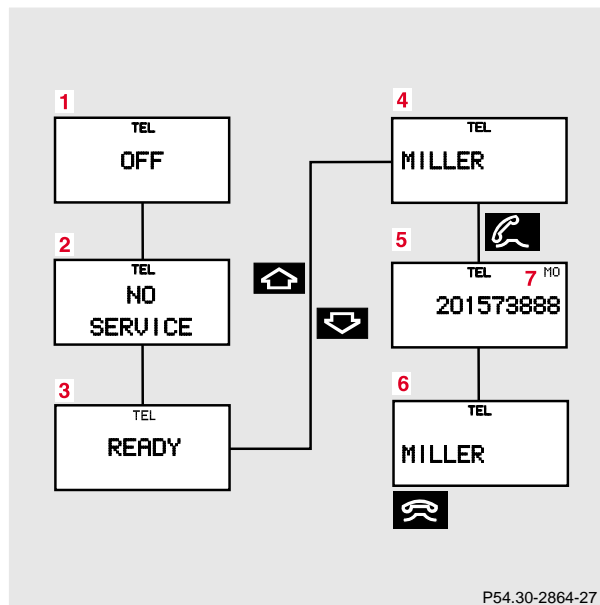 1
TEL
OFF
2
TEL
NO
SERVICE
3
TEL
READY
4
TEL
MILLER
5
TEL 7 MO
201573888
6
TEL
MILLER
P54.30-2864-27